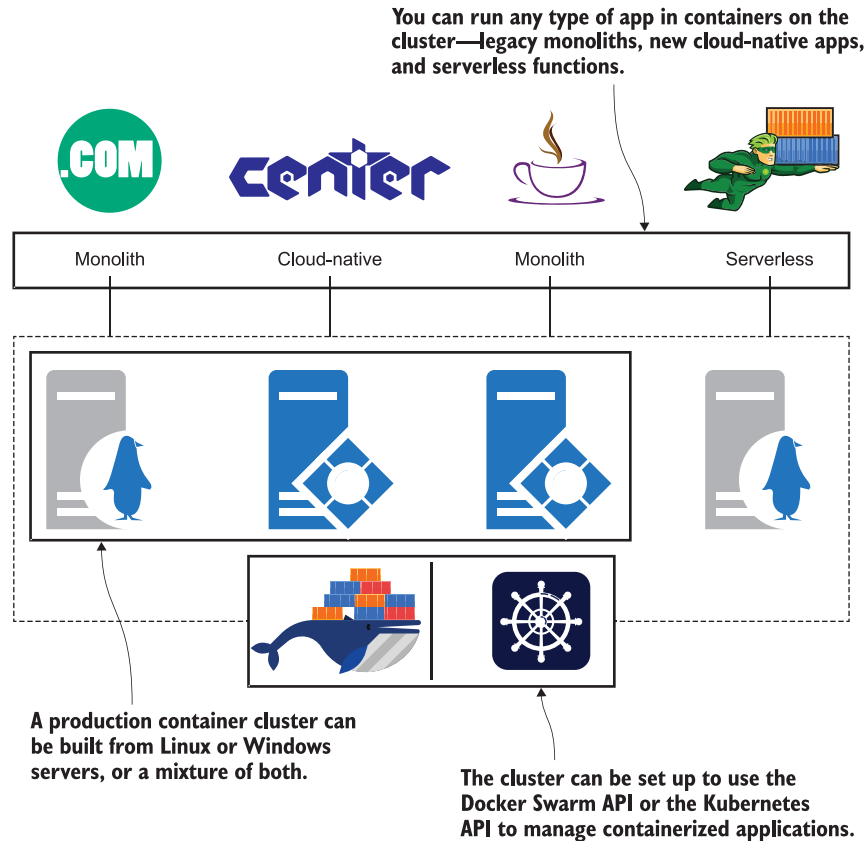 You can run any type of app in containers on the
cluster—legacy monoliths, new cloud-native apps,
and serverless functions.
.COM
center
Monolith
Cloud-native
Monolith
Serverless
A production container cluster can
be built from Linux or Windows
servers, or a mixture of both.
The cluster can be set up to use the
Docker Swarm API or the Kubernetes
API to manage containerized applications.